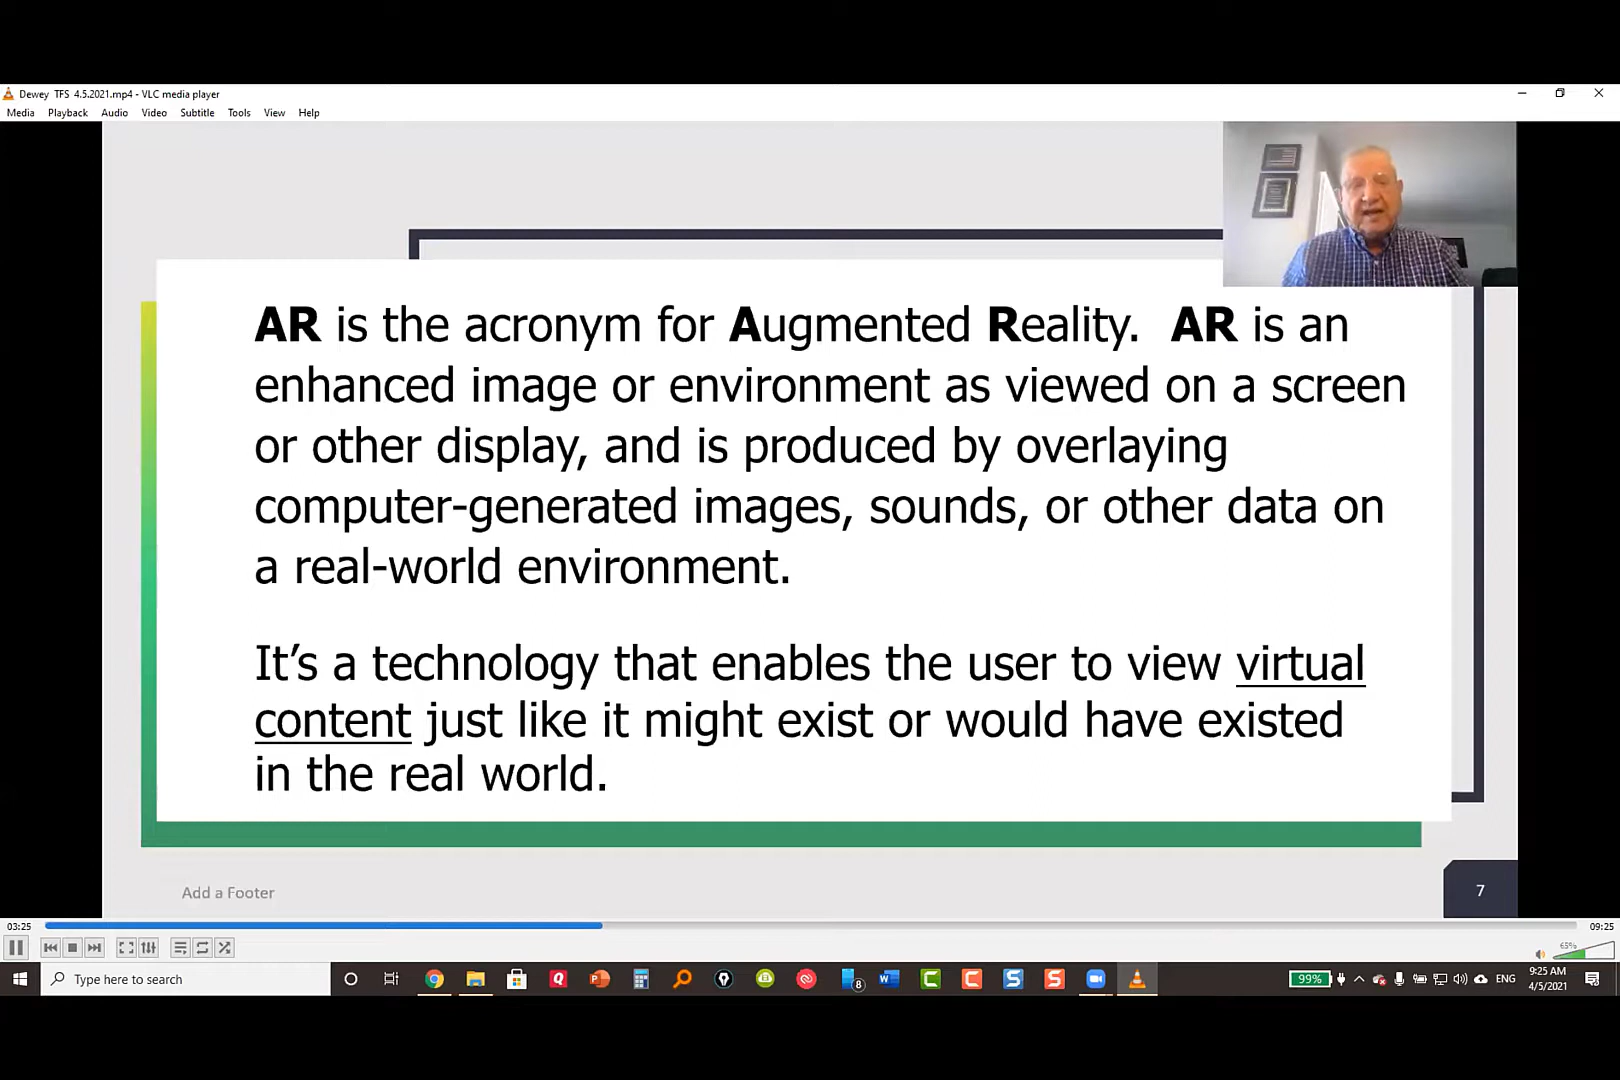 Dewey TFS 4.5.2021.mp4 - VLC media player
Media Playback Audio Video Subtitle Tools View Help
AR is the acronym for Augmented Reality. AR is an
enhanced image or environment as viewed on a screen
or other display, and is produced by overlaying
computer-generated images, sounds, or other data on
a real-world environment.
It’s a technology that enables the user to view virtual
content just like it might exist or would have existed
in the real world.
Add a Footer
7
03:25
09:25
65%
Type here to search
8
99%
ENG
9:25 AM
4/5/2021